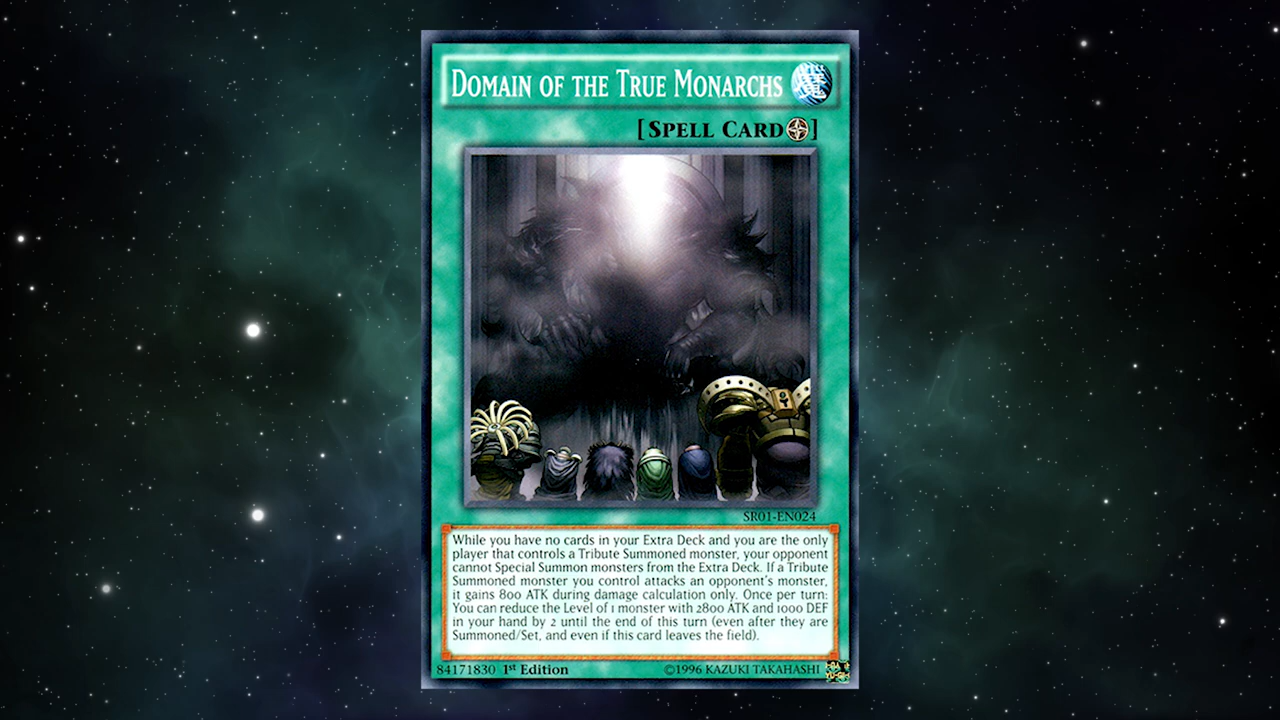 DOMAIN OF THE TRUE MONARCHS
[SPELL CARD]
SR01-EN024
While you have no cards in your Extra Deck and you are the only
player that controls a Tribute Summoned monster, your opponent
cannot Special Summon monsters from the Extra Deck. If a Tribute
Summoned monster you control attacks an opponent's monster,
it gains 800 ATK during damage calculation only. Once per turn:
You can reduce the Level of 1 monster with 2800 ATK and 1000 DEF
in your hand by 2 until the end of this turn (even after they are
Summoned/Set, and even if this card leaves the field).
84171830 1st Edition ©1996 KAZUKI TAKAHASHI